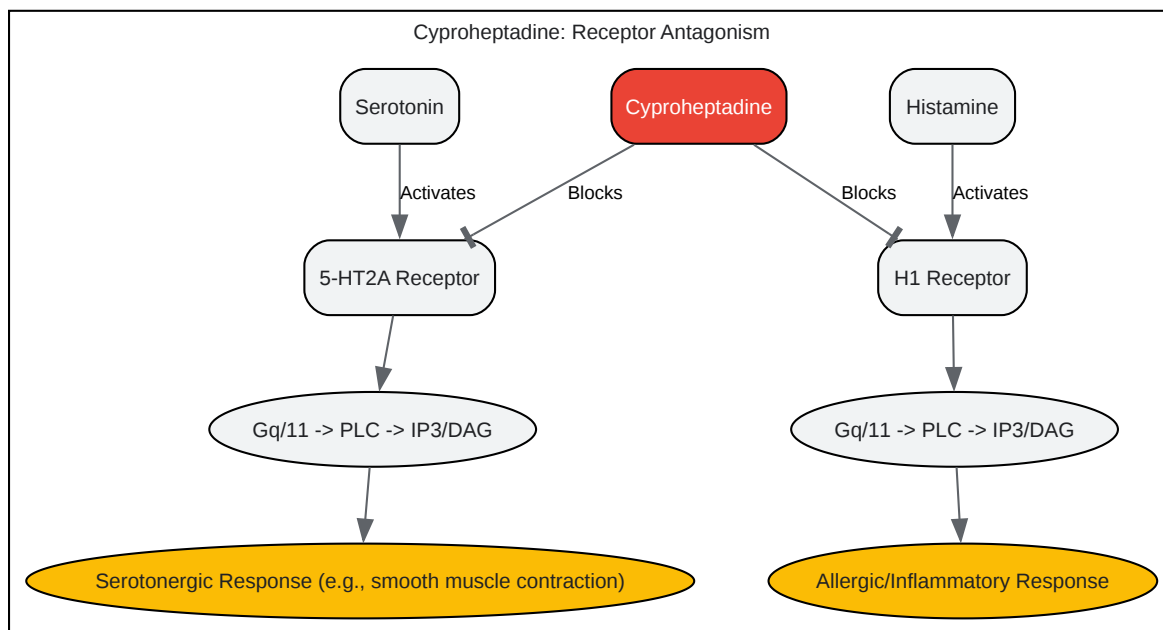 Cyproheptadine: Receptor Antagonism
Serotonin
Cyproheptadine
Histamine
Activates
Blocks
Blocks
Activates
5-HT2A Receptor
H1 Receptor
Gq/11 -> PLC -> IP3/DAG
Gq/11 -> PLC -> IP3/DAG
Serotonergic Response (e.g., smooth muscle contraction)
Allergic/Inflammatory Response